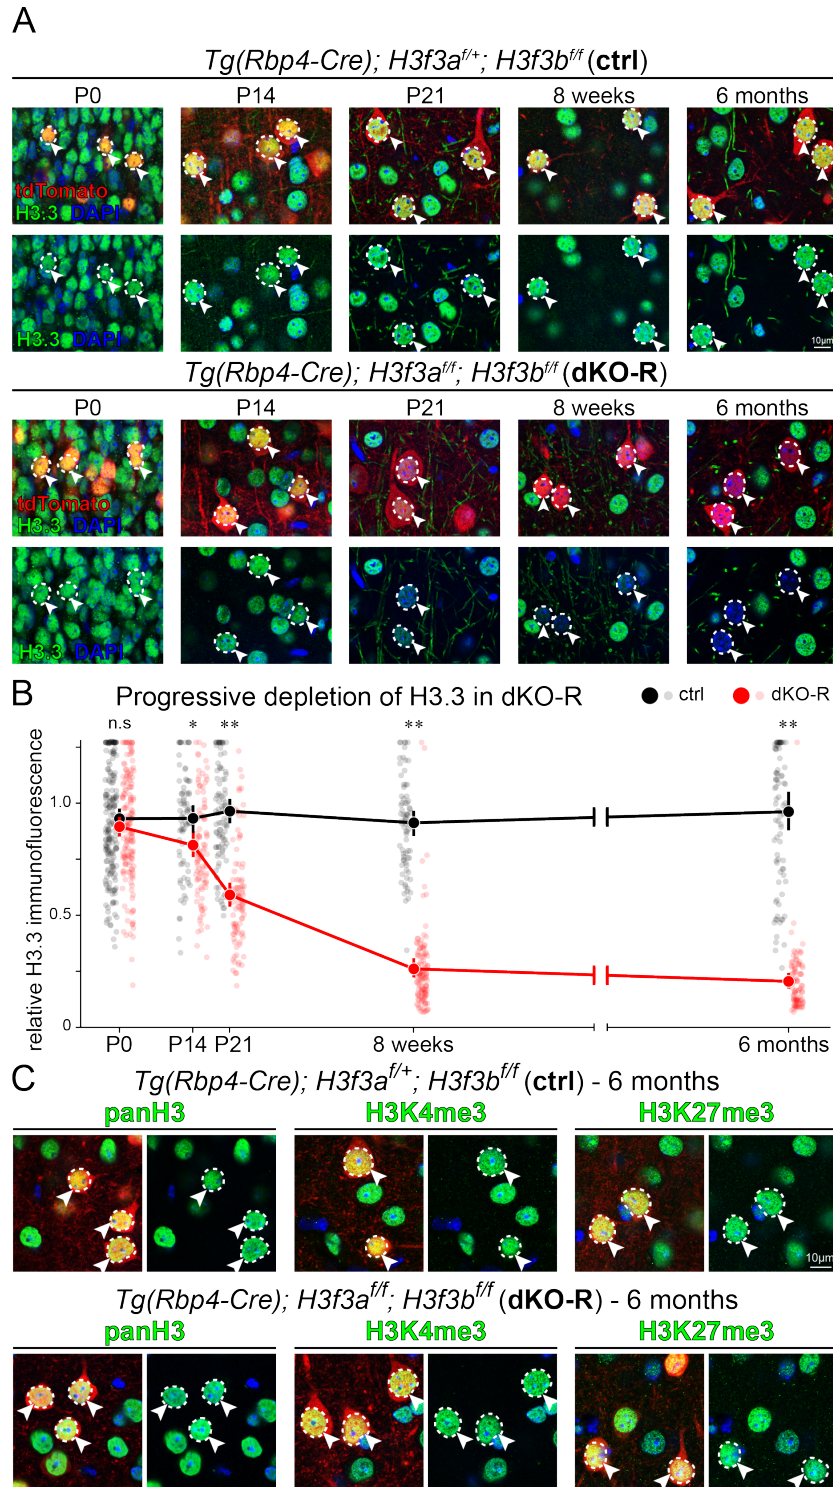 A
Tg(Rbp4-Cre); H3f3a f/+; H3f3b f/f (ctrl)
P0 P14 P21 8 weeks 6 months
tdTomato
H3.3 DAPI
H3.3 DAPI
10µm
Tg(Rbp4-Cre); H3f3a f/f; H3f3b f/f (dKO-R)
P0 P14 P21 8 weeks 6 months
tdTomato
H3.3 DAPI
H3.3 DAPI
B Progressive depletion of H3.3 in dKO-R ctrl dKO-R
n.s * ** ** **
relative H3.3 immunofluorescence
1.0
0.5
0
P0 P14 P21 8 weeks 6 months
C
Tg(Rbp4-Cre); H3f3a f/+; H3f3b f/f (ctrl) - 6 months
panH3 H3K4me3 H3K27me3
10µm
Tg(Rbp4-Cre); H3f3a f/f; H3f3b f/f (dKO-R) - 6 months
panH3 H3K4me3 H3K27me3